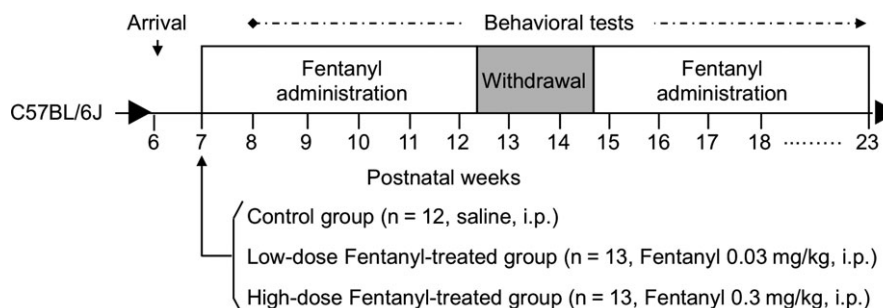 Arrival
Behavioral tests
Fentanyl
administration
Withdrawal
Fentanyl
administration
C57BL/6J
6 7 8 9 10 11 12 13 14 15 16 17 18 ········· 23
Postnatal weeks
Control group (n = 12, saline, i.p.)
Low-dose Fentanyl-treated group (n = 13, Fentanyl 0.03 mg/kg, i.p.)
High-dose Fentanyl-treated group (n = 13, Fentanyl 0.3 mg/kg, i.p.)